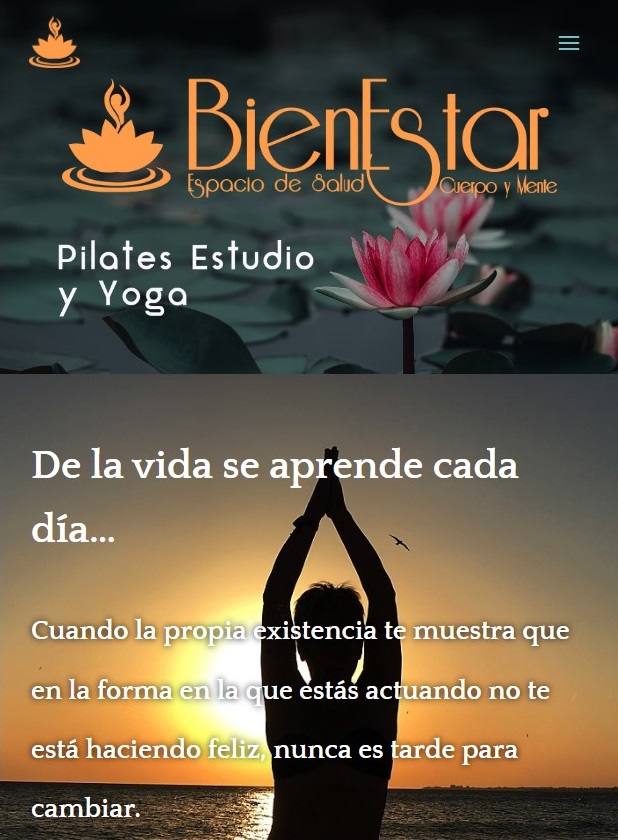 BienEstar
Espacio de Salud Cuerpo y Mente
Pilates Estudio
y Yoga
De la vida se aprende cada
día...
Cuando la propia existencia te muestra que
en la forma en la que estás actuando no te
está haciendo feliz, nunca es tarde para
cambiar.